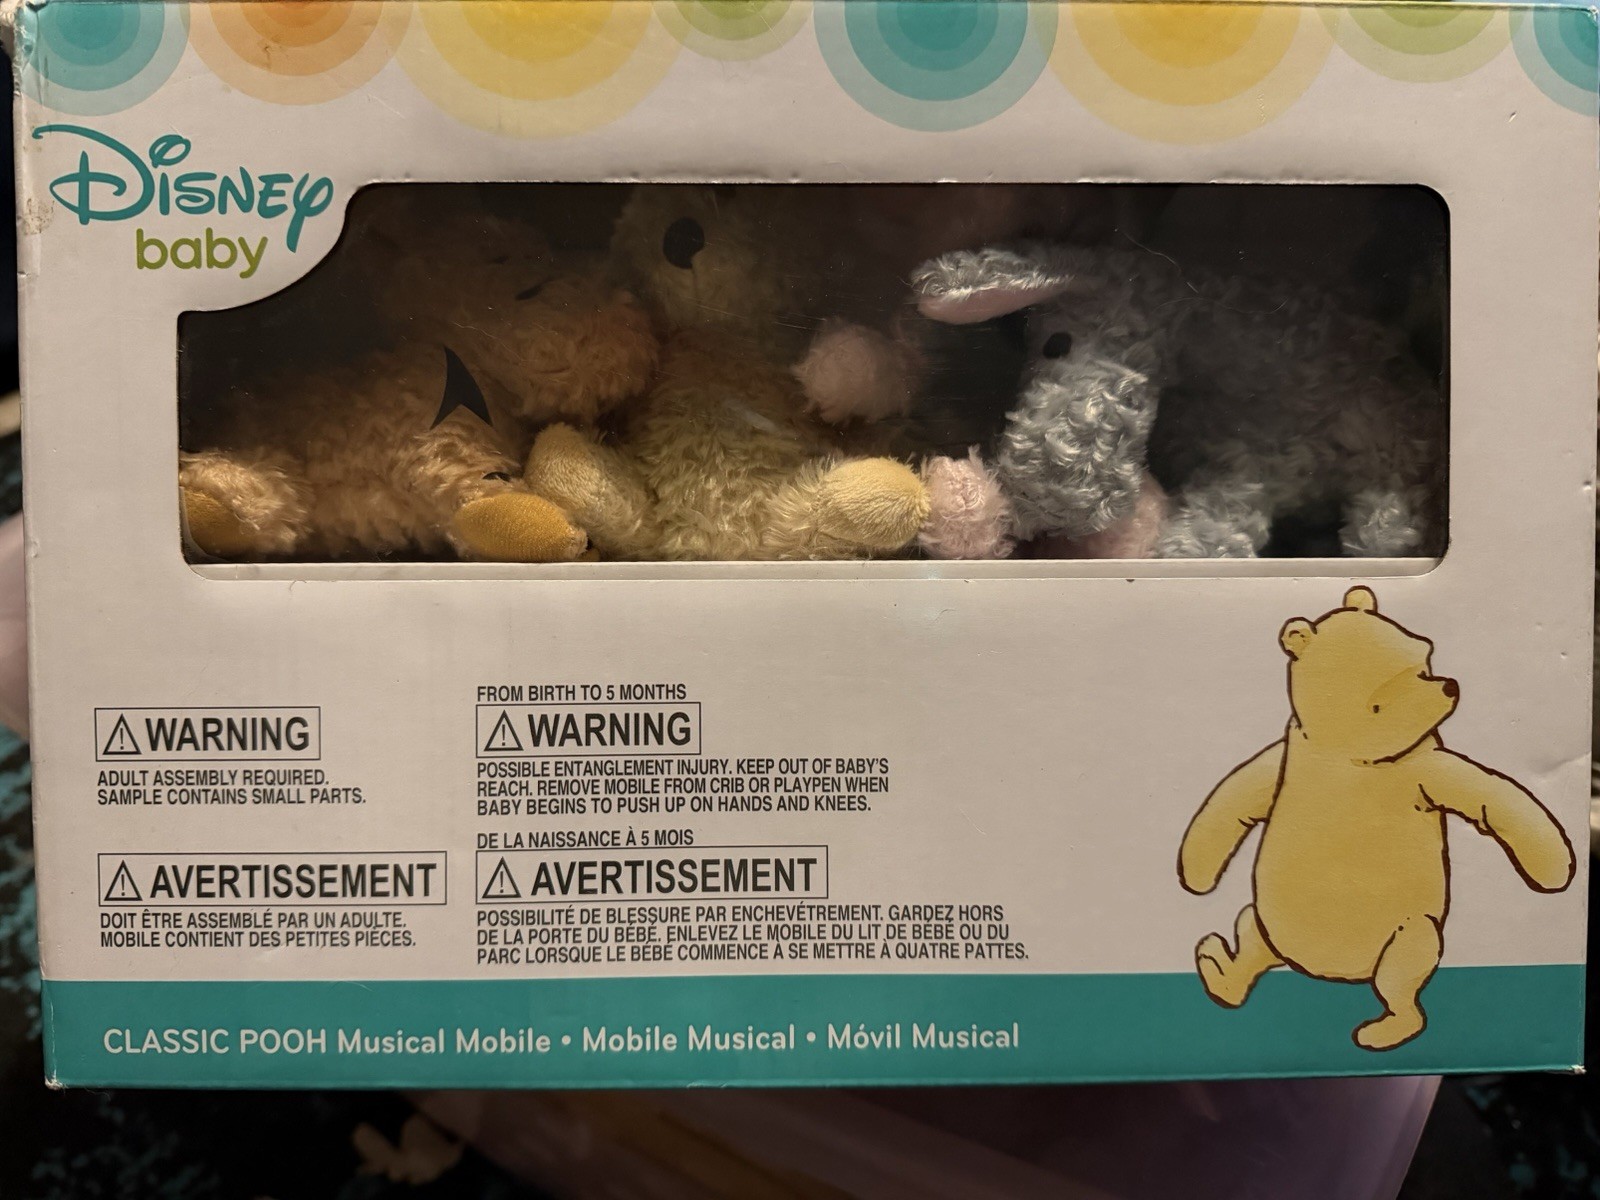 Disney
baby
WARNING
ADULT ASSEMBLY REQUIRED.
SAMPLE CONTAINS SMALL PARTS.
AVERTISSEMENT
DOIT ÊTRE ASSEMBLÉ PAR UN ADULTE.
MOBILE CONTIENT DES PETITES PIÈCES.
FROM BIRTH TO 5 MONTHS
WARNING
POSSIBLE ENTANGLEMENT INJURY. KEEP OUT OF BABY'S
REACH. REMOVE MOBILE FROM CRIB OR PLAYPEN WHEN
BABY BEGINS TO PUSH UP ON HANDS AND KNEES.
DE LA NAISSANCE À 5 MOIS
AVERTISSEMENT
POSSIBILITÉ DE BLESSURE PAR ENCHEVÉTREMENT. GARDEZ HORS
DE LA PORTE DU BÉBÉ. ENLEVEZ LE MOBILE DU LIT DE BÉBÉ OU DU
PARC LORSQUE LE BÉBÉ COMMENCE À SE METTRE À QUATRE PATTES.
CLASSIC POOH Musical Mobile • Mobile Musical • Móvil Musical